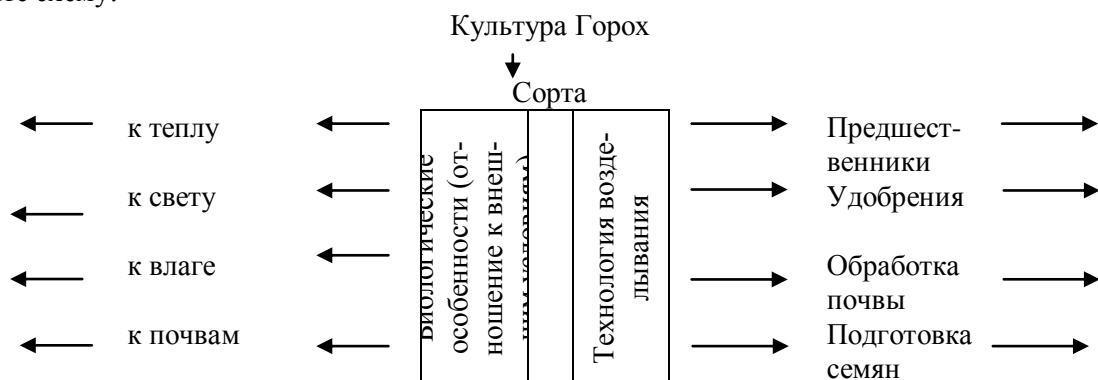 Культура Горох
Сорта
к теплу
к свету
к влаге
к почвам
особенности (от-
ношение к внеш-
Технология возде-
лывания
Предшест-
венники
Удобрения
Обработка
почвы
Подготовка
семян